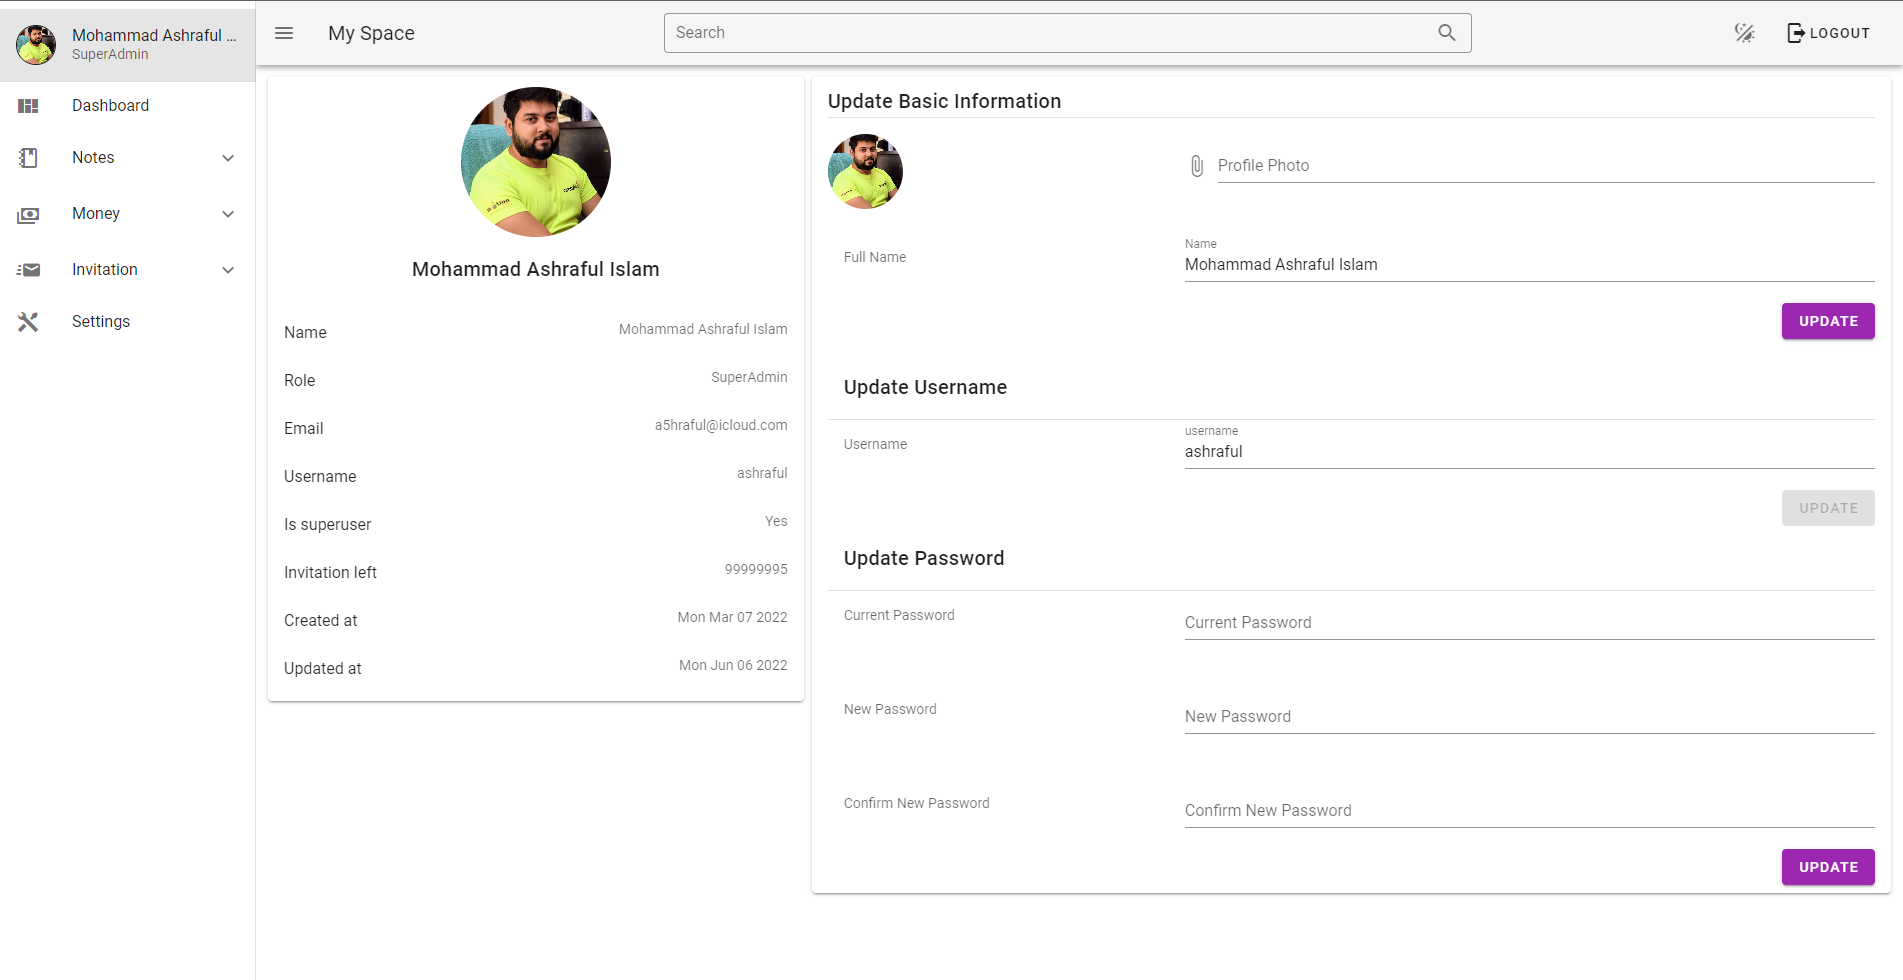 Mohammad Ashraful ...
SuperAdmin
Dashboard
Notes
Money
Invitation
Settings
My Space
Search
LOGOUT
Mohammad Ashraful Islam
Name Mohammad Ashraful Islam
Role SuperAdmin
Email a5hraful@icloud.com
Username ashraful
Is superuser Yes
Invitation left 99999995
Created at Mon Mar 07 2022
Updated at Mon Jun 06 2022
Update Basic Information
Profile Photo
Name
Full Name Mohammad Ashraful Islam
UPDATE
Update Username
username
Username ashraful
UPDATE
Update Password
Current Password Current Password
New Password New Password
Confirm New Password Confirm New Password
UPDATE